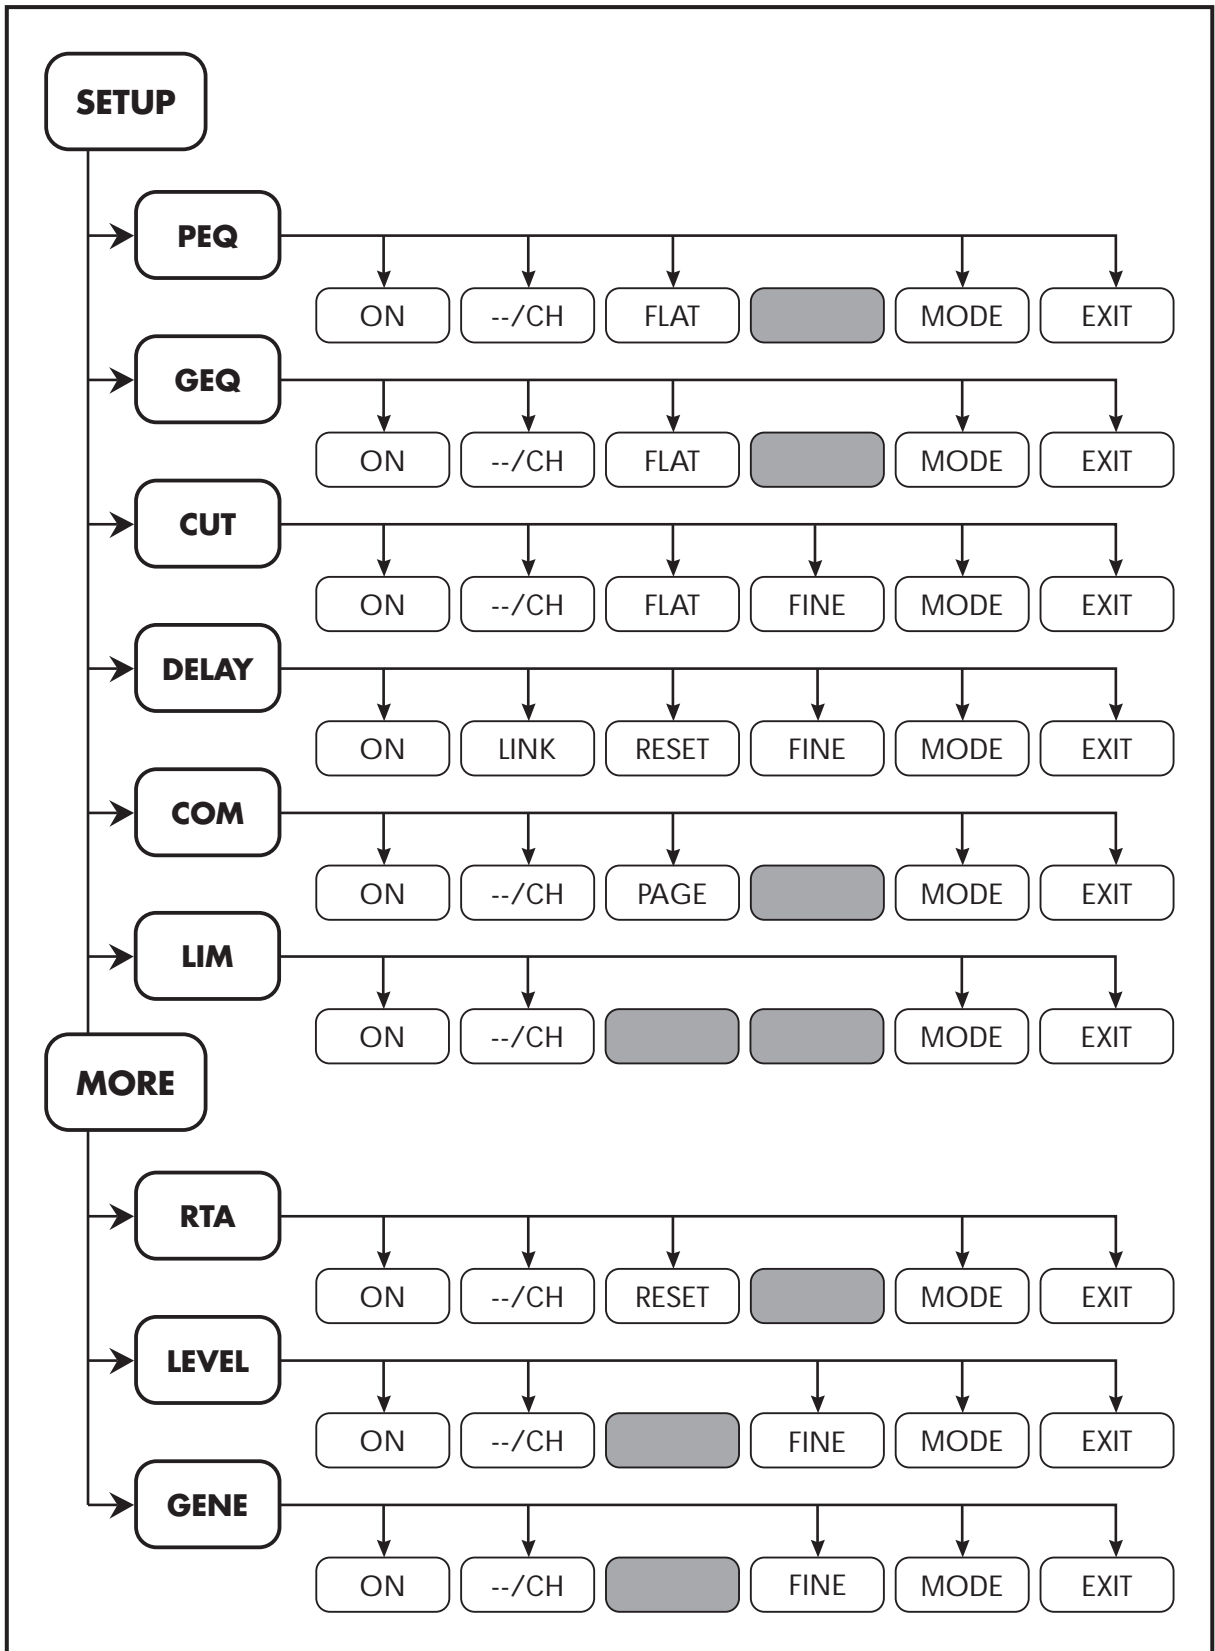 SETUP
PEQ
ON --/CH FLAT MODE EXIT
GEQ
ON --/CH FLAT MODE EXIT
CUT
ON --/CH FLAT FINE MODE EXIT
DELAY
ON LINK RESET FINE MODE EXIT
COM
ON --/CH PAGE MODE EXIT
LIM
ON --/CH MODE EXIT
MORE
RTA
ON --/CH RESET MODE EXIT
LEVEL
ON --/CH FINE MODE EXIT
GENE
ON --/CH FINE MODE EXIT